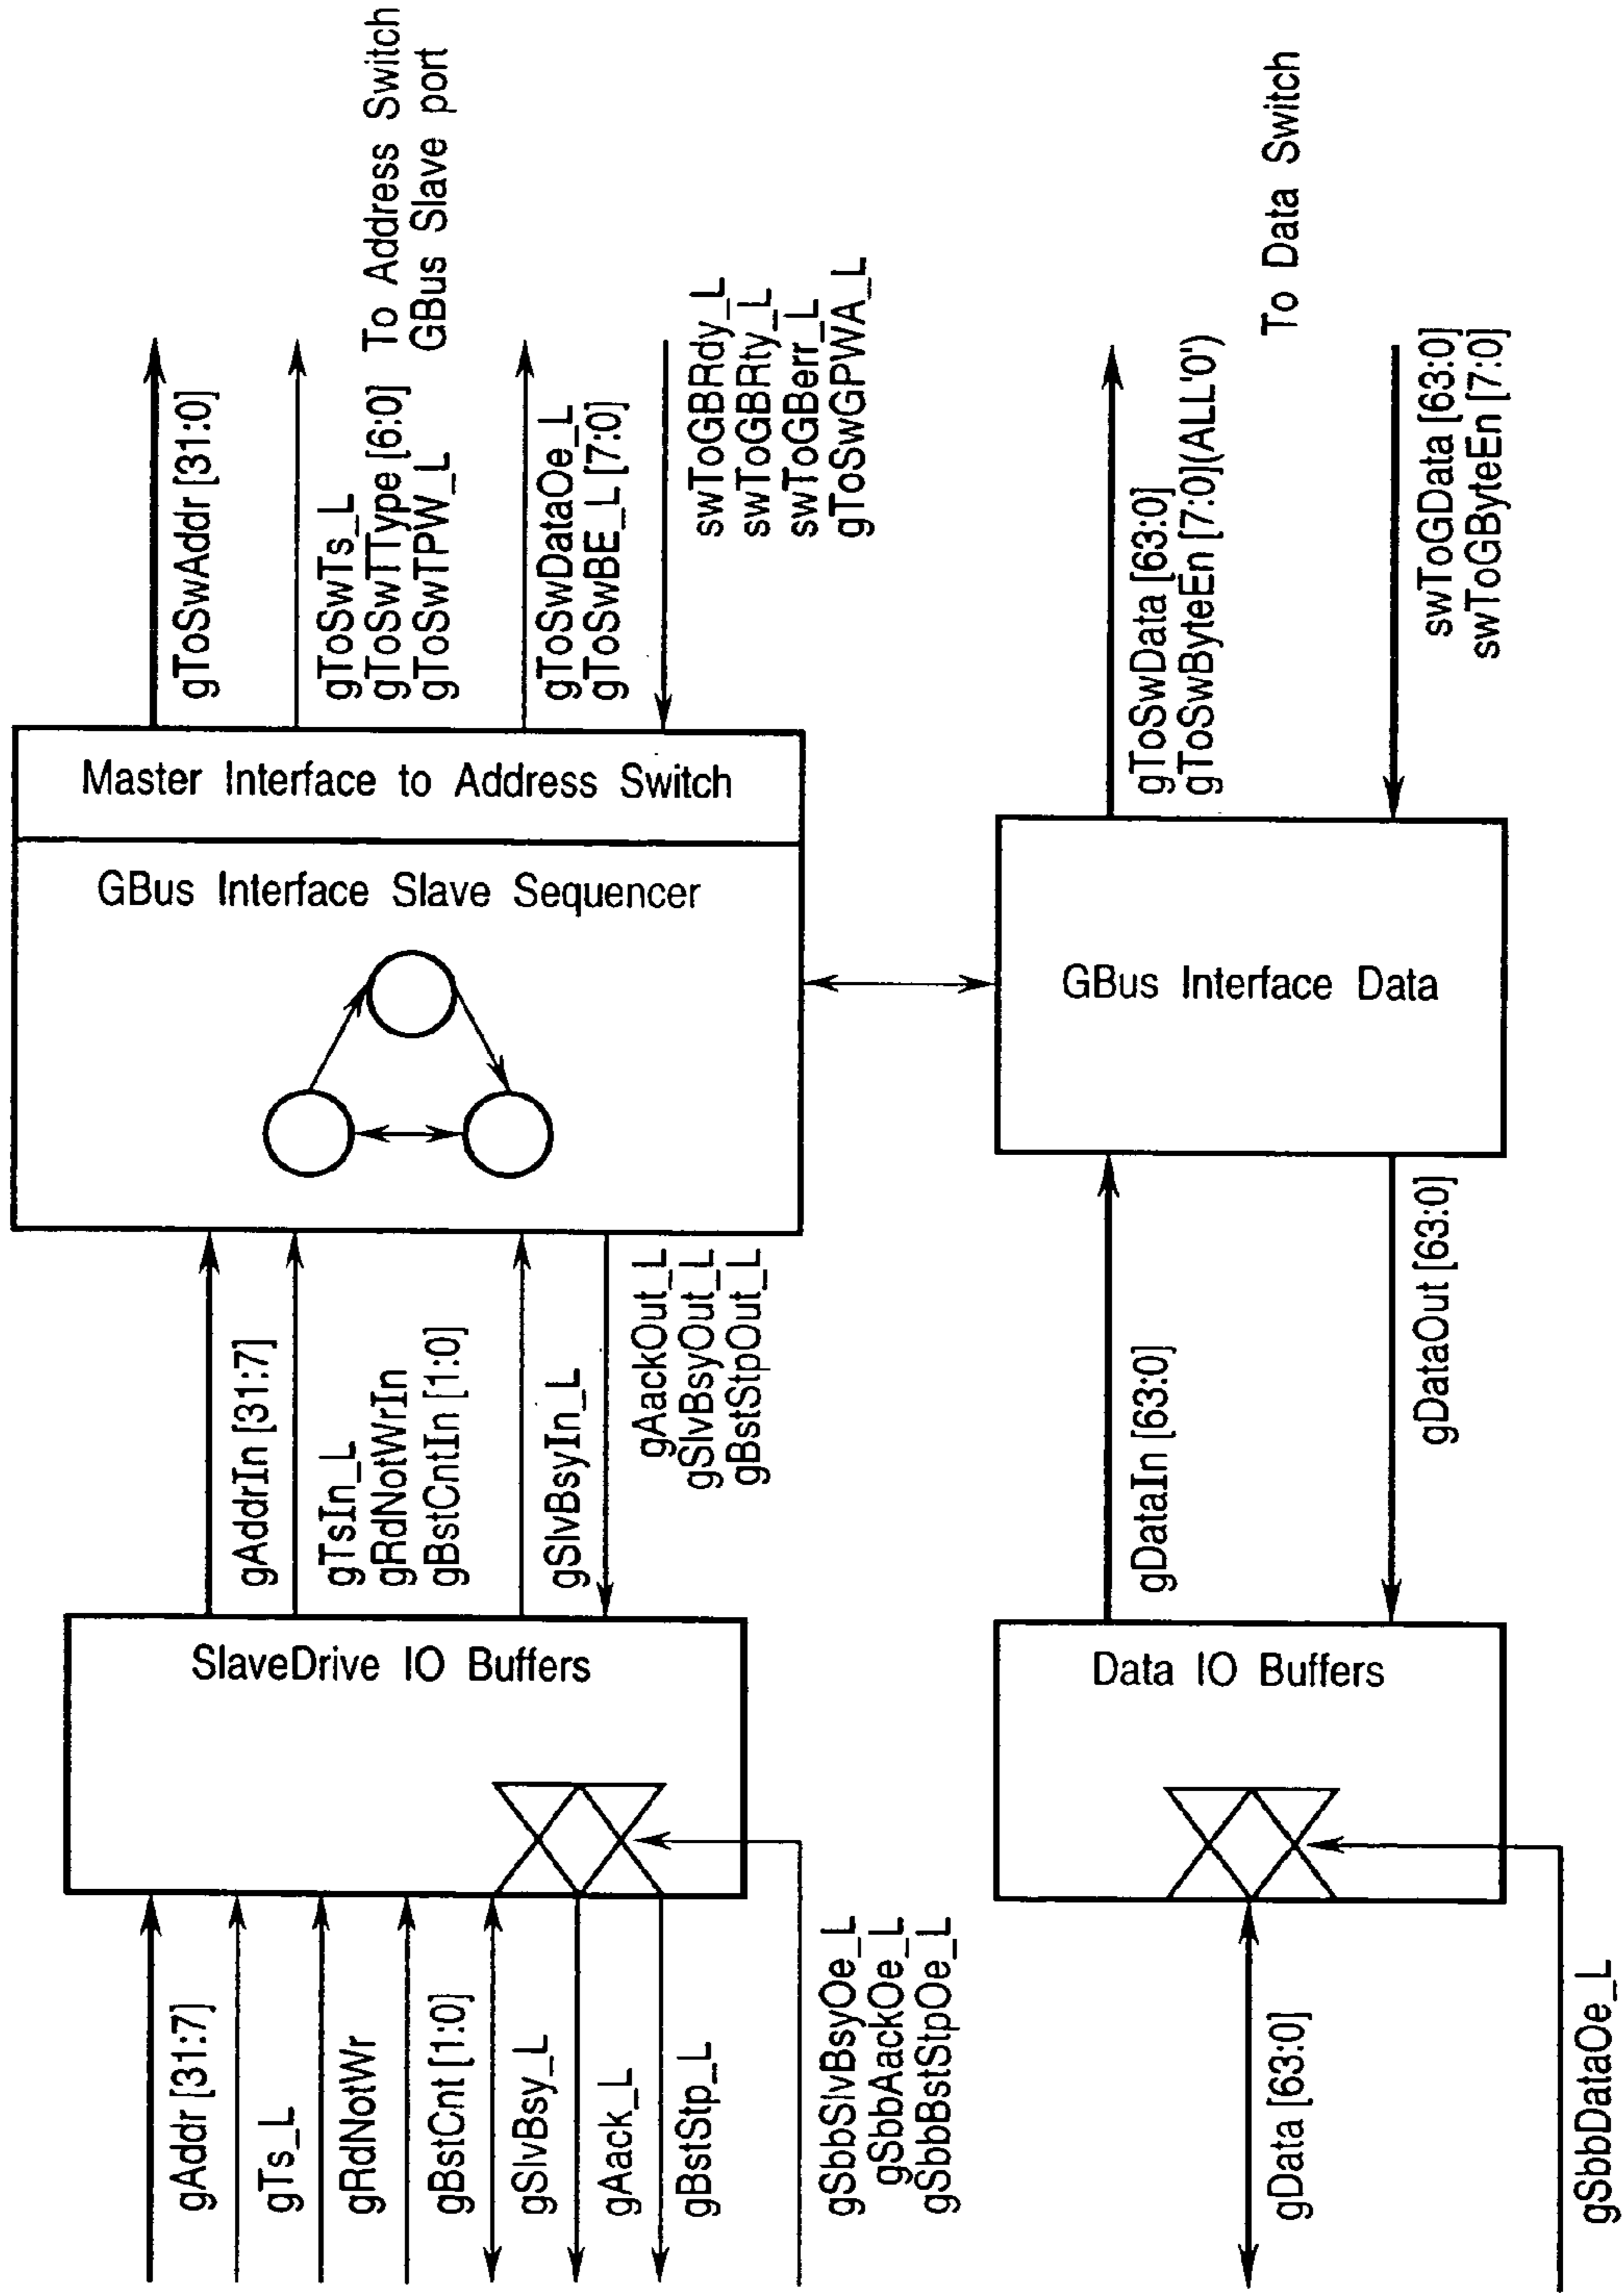 gAddr [31:7]
gTs_L
gRdNotWr
gBstCnt [1:0]
gSlvBsy_L
gAack_L
gBstStp_L
gSbbSlvBsyOe_L
gSbbAackOe_L
gSbbBstStpOe_L
SlaveDrive IO Buffers
gAddrIn [31:7]
gTsIn_L
gRdNotWrIn
gBstCntIn [1:0]
gSlvBsyIn_L
gAackOut_L
gSlvBsyOut_L
gBstStpOut_L
GBus Interface Slave Sequencer
Master Interface to Address Switch
gToSwAddr [31:0]
gToSwTs_L
gToSwTType [6:0]
gToSwTPW_L
To Address Switch
GBus Slave port
gToSwDataOe_L
gToSwBE_L [7:0]
swToGBRdy_L
swToGBRty_L
swToGBerr_L
gToSwGPWA_L
gData [63:0]
gSbbDataOe_L
Data IO Buffers
gDataIn [63:0]
gDataOut [63:0]
GBus Interface Data
gToSwData [63:0]
gToSwByteEn [7:0](ALL'0')
To Data Switch
swToGData [63:0]
swToGByteEn [7:0]